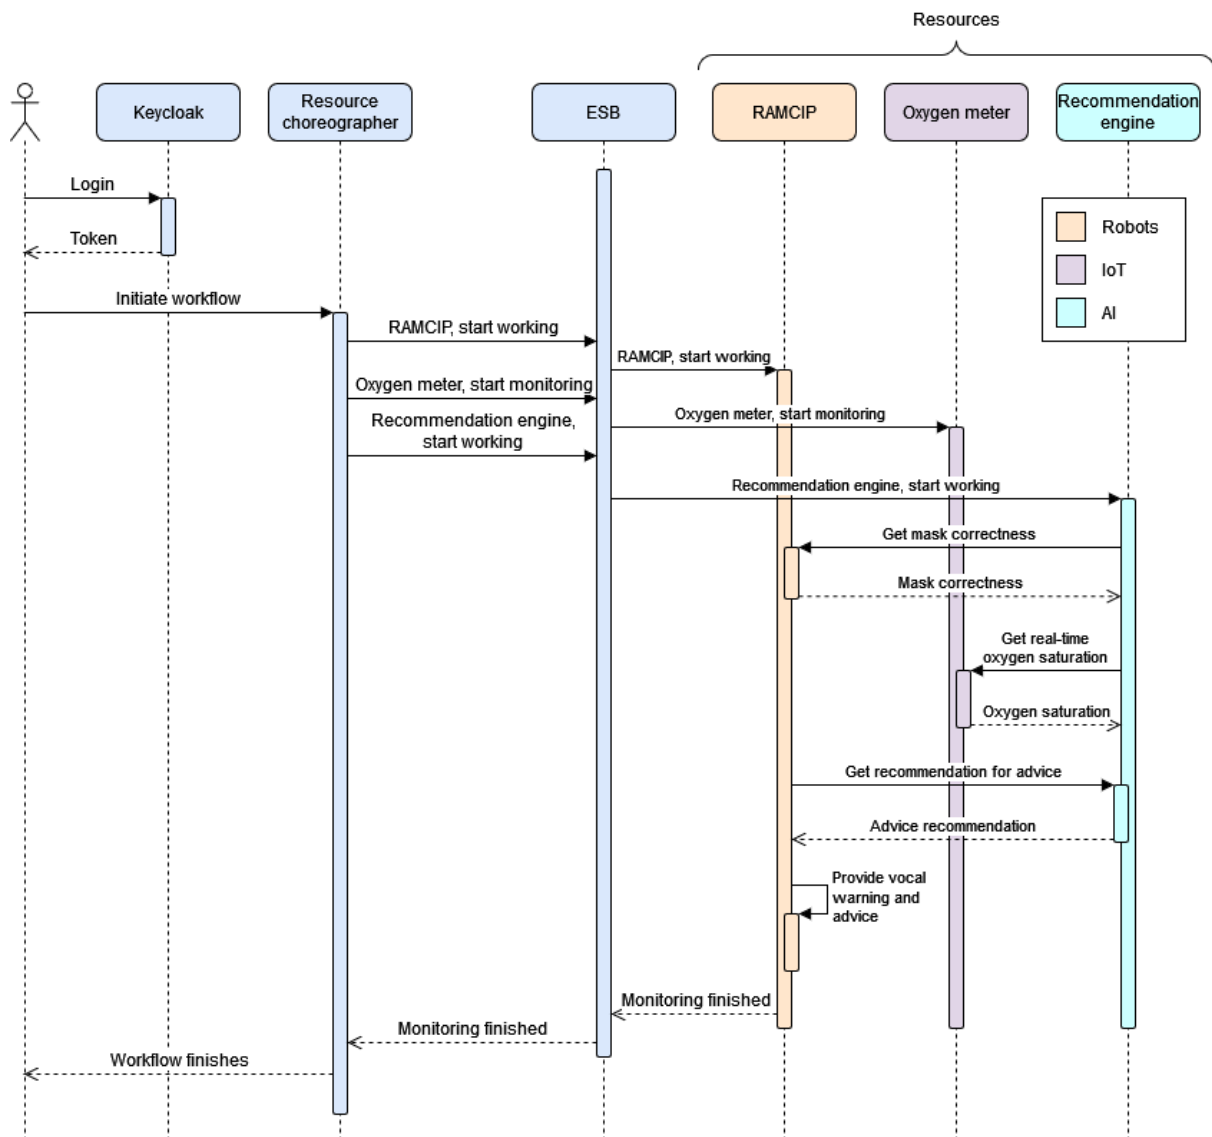 Resources
Keycloak
Resource
choreographer
ESB
RAMCIP
Oxygen meter
Recommendation
engine
Login
Token
Robots
IoT
AI
Initiate workflow
RAMCIP, start working
RAMCIP, start working
Oxygen meter, start monitoring
Oxygen meter, start monitoring
Recommendation engine,
start working
Recommendation engine, start working
Get mask correctness
Mask correctness
Get real-time
oxygen saturation
Oxygen saturation
Get recommendation for advice
Advice recommendation
Provide vocal
warning and
advice
Monitoring finished
Monitoring finished
Workflow finishes